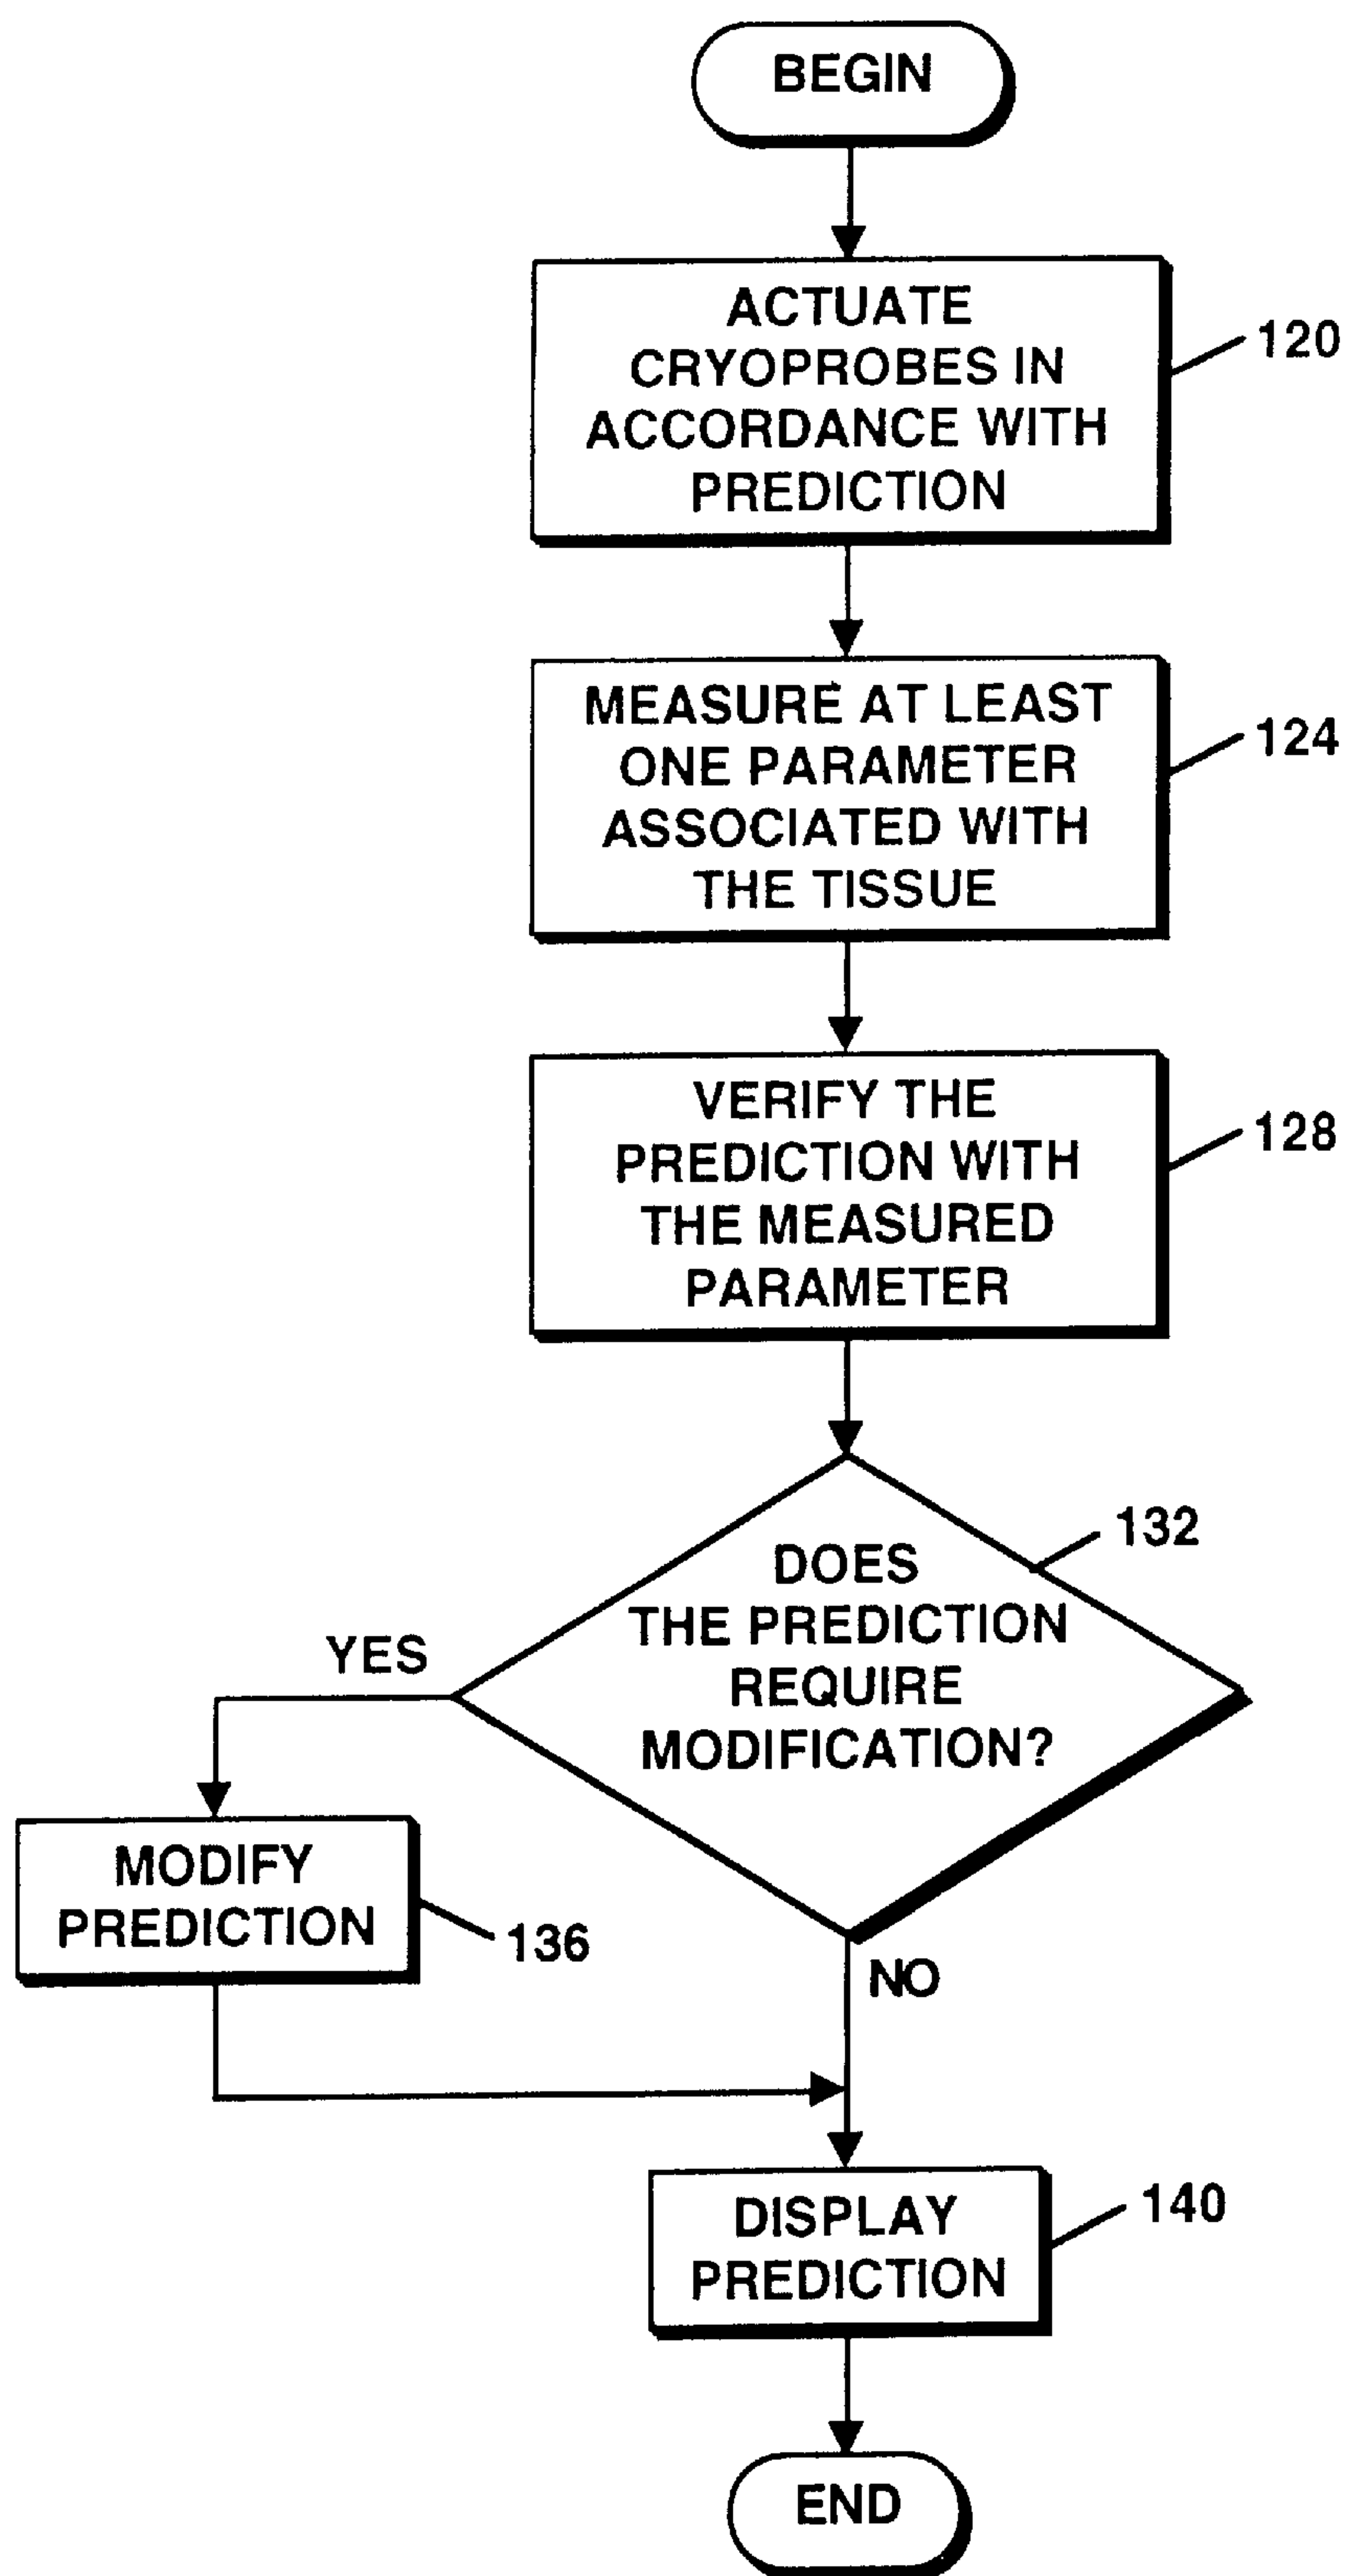 BEGIN
ACTUATE
CRYOPROBES IN
ACCORDANCE WITH
PREDICTION
120
MEASURE AT LEAST
ONE PARAMETER
ASSOCIATED WITH
THE TISSUE
124
VERIFY THE
PREDICTION WITH
THE MEASURED
PARAMETER
128
DOES
THE PREDICTION
REQUIRE
MODIFICATION?
132
YES
MODIFY
PREDICTION
136
NO
DISPLAY
PREDICTION
140
END